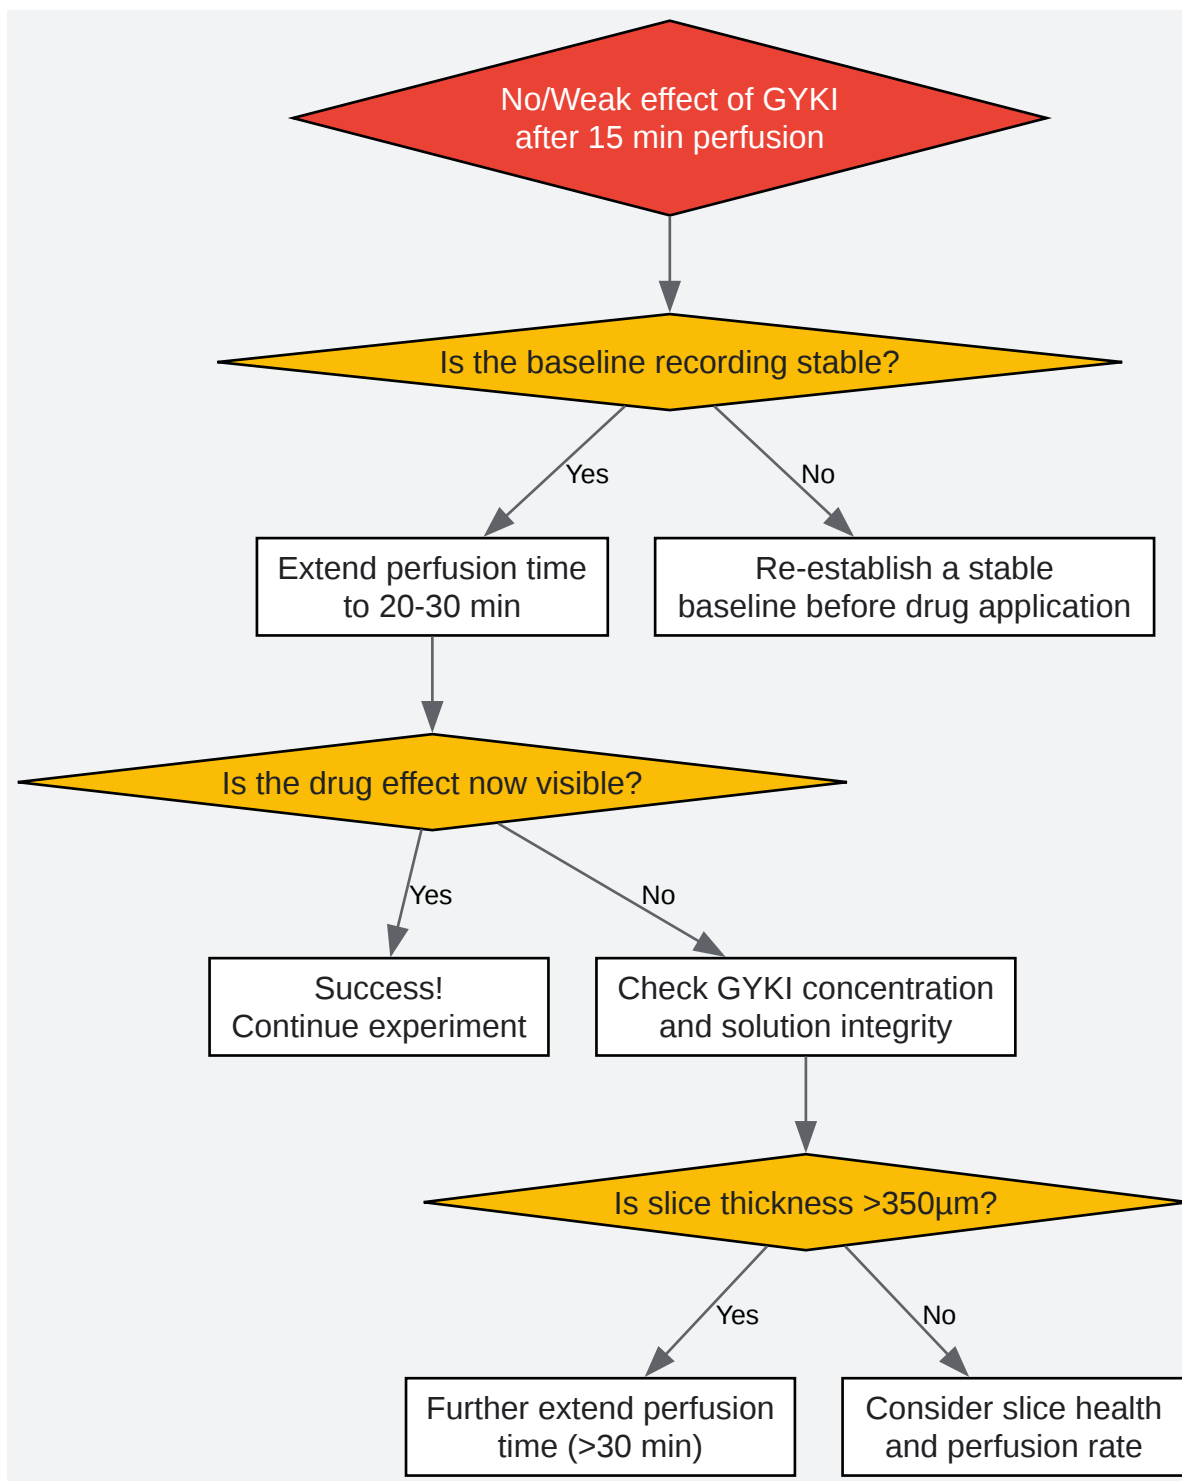 No/Weak effect of GYKI
after 15 min perfusion
Is the baseline recording stable?
Yes
No
Extend perfusion time
to 20-30 min
Re-establish a stable
baseline before drug application
Is the drug effect now visible?
Yes
No
Success!
Continue experiment
Check GYKI concentration
and solution integrity
Is slice thickness >350µm?
Yes
No
Further extend perfusion
time (>30 min)
Consider slice health
and perfusion rate